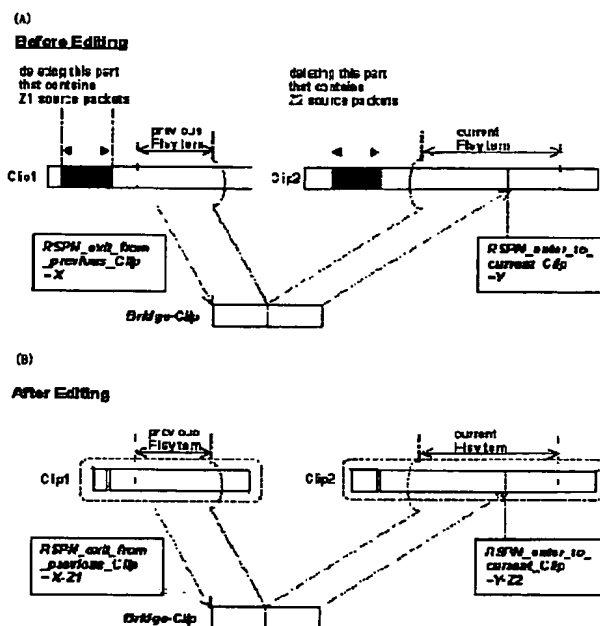 (A)
Before Editing
deleting this part
that contains
Z1 source packets
deleting this part
that contains
Z2 source packets
previous
PlayItem
current
PlayItem
Clip1
Clip2
RSPN_exit_from
_previous_Clip
=X
RSPN_enter_to_
current_Clip
=Y
Bridge-Clip
(B)
After Editing
previous
PlayItem
current
PlayItem
Clip1
Clip2
RSPN_exit_from
_previous_Clip
=X-Z1
RSPN_enter_to_
current_Clip
=Y-Z2
Bridge-Clip